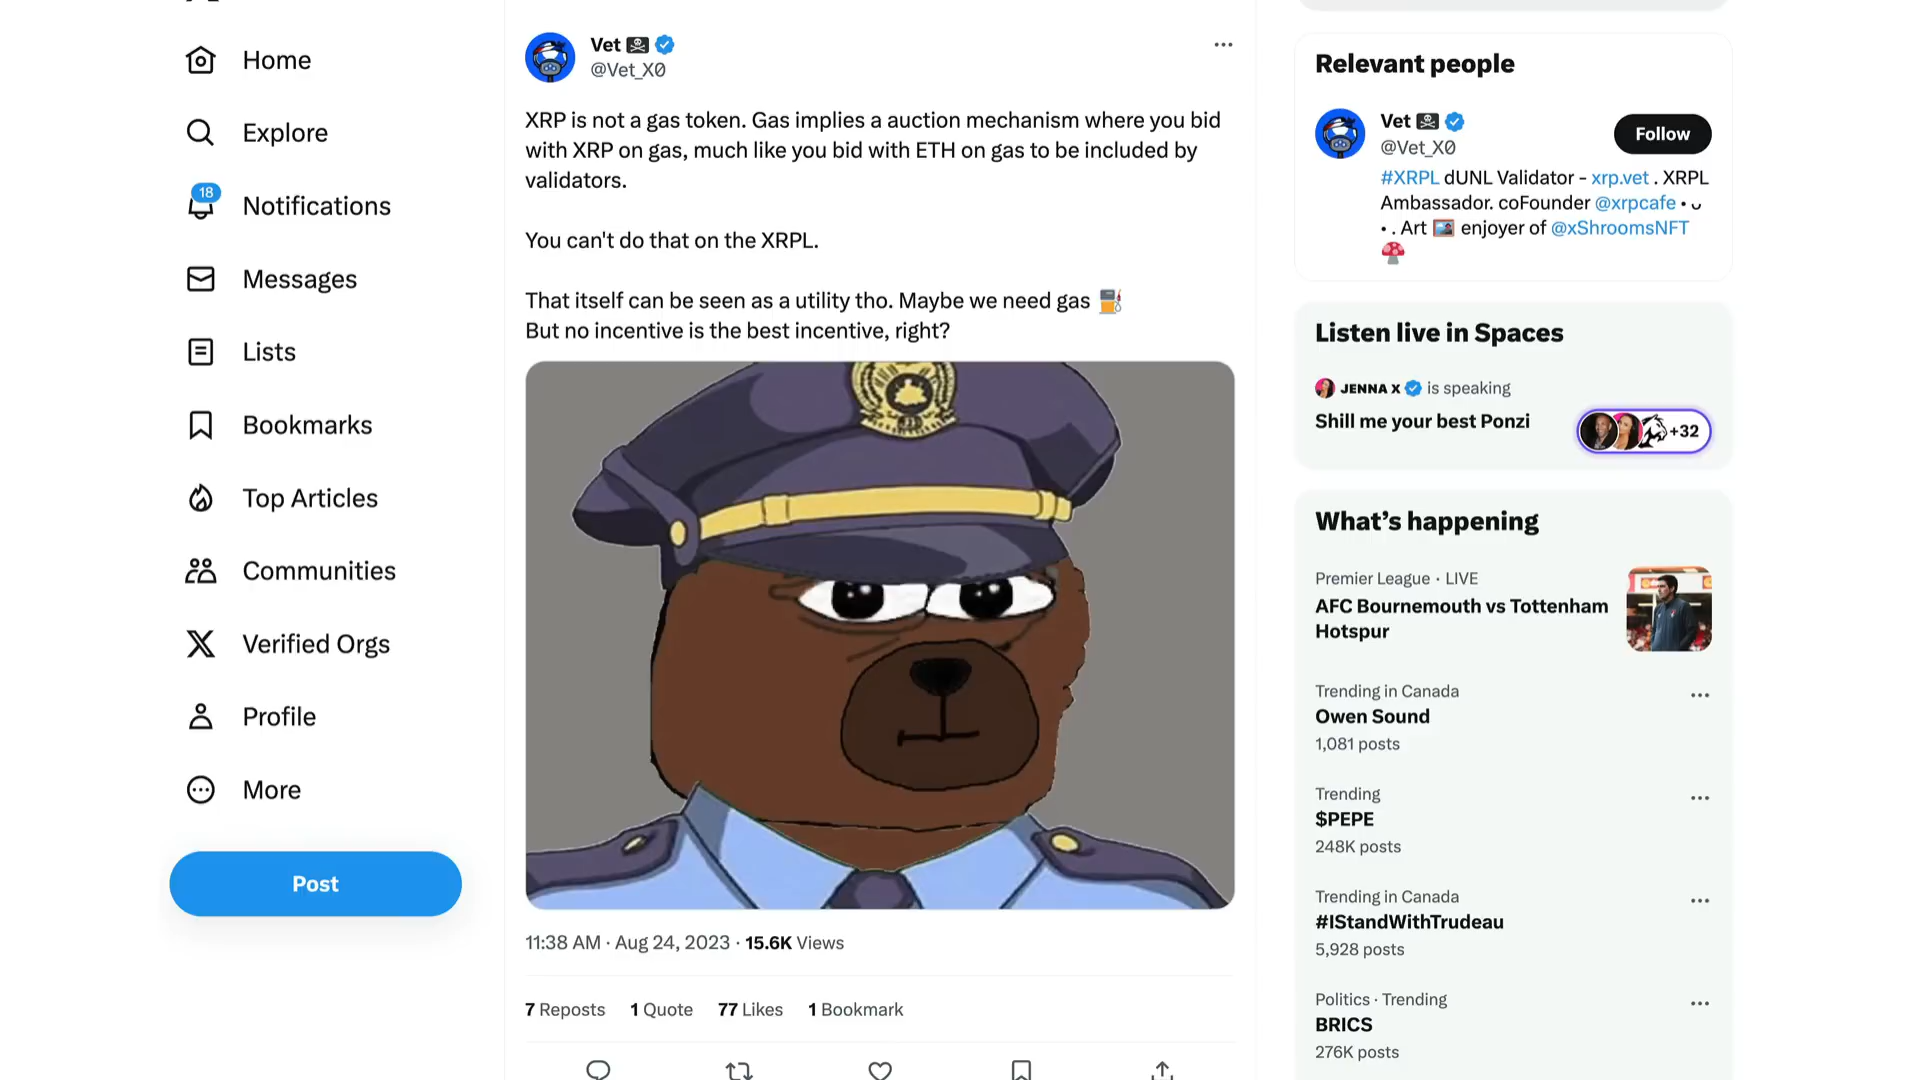 Home
Explore
18
Notifications
Messages
Lists
Bookmarks
Top Articles
Communities
Verified Orgs
Profile
More
Post
Vet
@Vet_X0
XRP is not a gas token. Gas implies a auction mechanism where you bid
with XRP on gas, much like you bid with ETH on gas to be included by
validators.
You can't do that on the XRPL.
That itself can be seen as a utility tho. Maybe we need gas ⛽
But no incentive is the best incentive, right?
11:38 AM · Aug 24, 2023 · 15.6K Views
7 Reposts 1 Quote 77 Likes 1 Bookmark
Relevant people
Vet
@Vet_X0
Follow
#XRPL dUNL Validator - xrp.vet . XRPL
Ambassador. coFounder @xrpcafe • ᴗ
• . Art 🖼️ enjoyer of @xShroomsNFT
🍄
Listen live in Spaces
JENNA X is speaking
Shill me your best Ponzi
+32
What's happening
Premier League · LIVE
AFC Bournemouth vs Tottenham
Hotspur
Trending in Canada
Owen Sound
1,081 posts
Trending
$PEPE
248K posts
Trending in Canada
#IStandWithTrudeau
5,928 posts
Politics · Trending
BRICS
276K posts